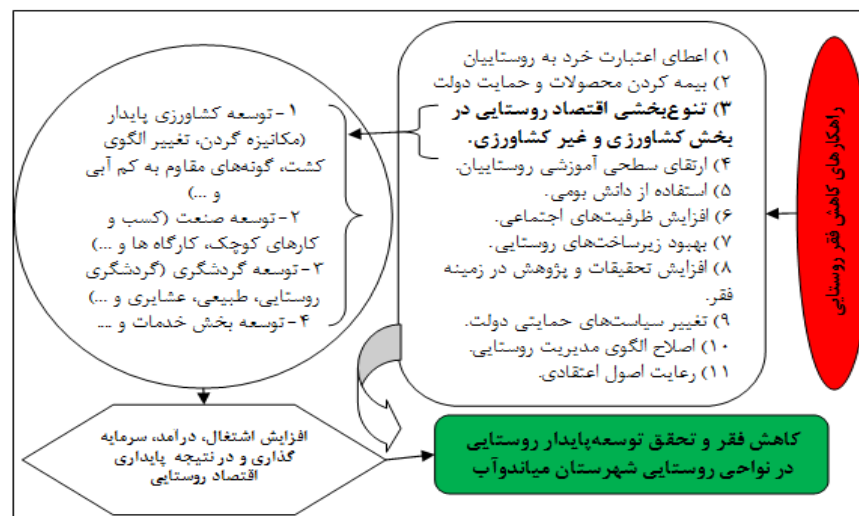 راهکارهای کاهش فقر روستایی
۱) اعطای اعتبارت خرد به روستاییان
۲) بیمه کردن محصولات و حمایت دولت
۳) تنوع‌بخشی اقتصاد روستایی در
بخش کشاورزی و غیر کشاورزی.
۴) ارتقای سطحی آموزشی روستاییان.
۵) استفاده از دانش بومی.
۶) افزایش ظرفیت‌های اجتماعی.
۷) بهبود زیرساخت‌های روستایی.
۸) افزایش تحقیقات و پژوهش در زمینه
فقر.
۹) تغییر سیاست‌های حمایتی دولت.
۱۰) اصلاح الگوی مدیریت روستایی.
۱۱) رعایت اصول اعتقادی.
۱- توسعه کشاورزی پایدار
(مکانیزه گردن، تغییر الگوی
کشت، گونه‌های مقاوم به کم آبی
و ...)
۲- توسعه صنعت (کسب و
کارهای کوچک، کارگاه ها و ...)
۳- توسعه گردشگری (گردشگری
روستایی، طبیعی، عشایری و ...)
۴- توسعه بخش خدمات و ...
افزایش اشتغال، درآمد، سرمایه
گذاری و در نتیجه پایداری
اقتصاد روستایی
کاهش فقر و تحقق توسعه‌پایدار روستایی
در نواحی روستایی شهرستان میاندوآب